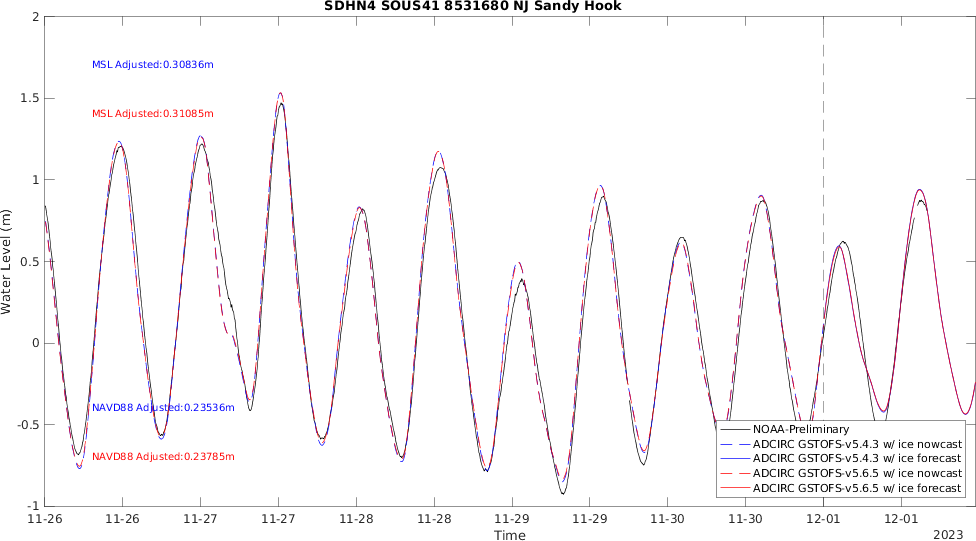 SDHN4 SOUS41 8531680 NJ Sandy Hook
2
1.5
1
0.5
0
-0.5
-1
Water Level (m)
MSL Adjusted:0.30836m
MSL Adjusted:0.31085m
NAVD88 Adjusted:0.23536m
NAVD88 Adjusted:0.23785m
NOAA-Preliminary
ADCIRC GSTOFS-v5.4.3 w/ ice nowcast
ADCIRC GSTOFS-v5.4.3 w/ ice forecast
ADCIRC GSTOFS-v5.6.5 w/ ice nowcast
ADCIRC GSTOFS-v5.6.5 w/ ice forecast
11-26 11-26 11-27 11-27 11-28 11-28 11-29 11-29 11-30 11-30 12-01 12-01
Time
2023